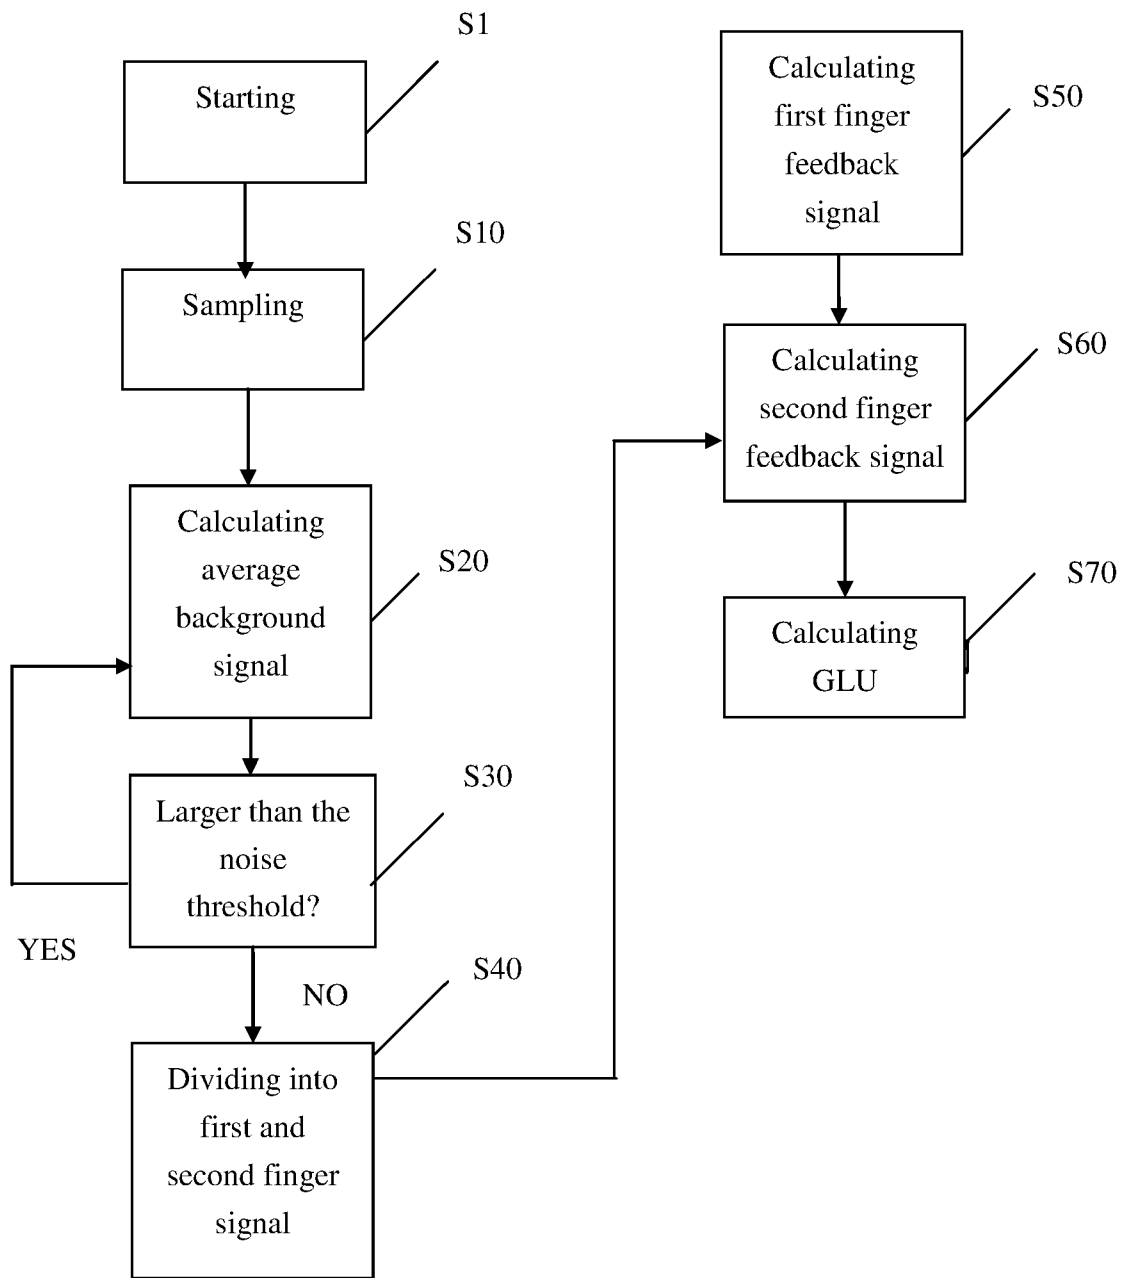 S1
Starting
S10
Sampling
Calculating
average
background
signal
S20
Larger than the
noise
threshold?
S30
YES
NO
S40
Dividing into
first and
second finger
signal
Calculating
first finger
feedback
signal
S50
Calculating
second finger
feedback signal
S60
Calculating
GLU
S70